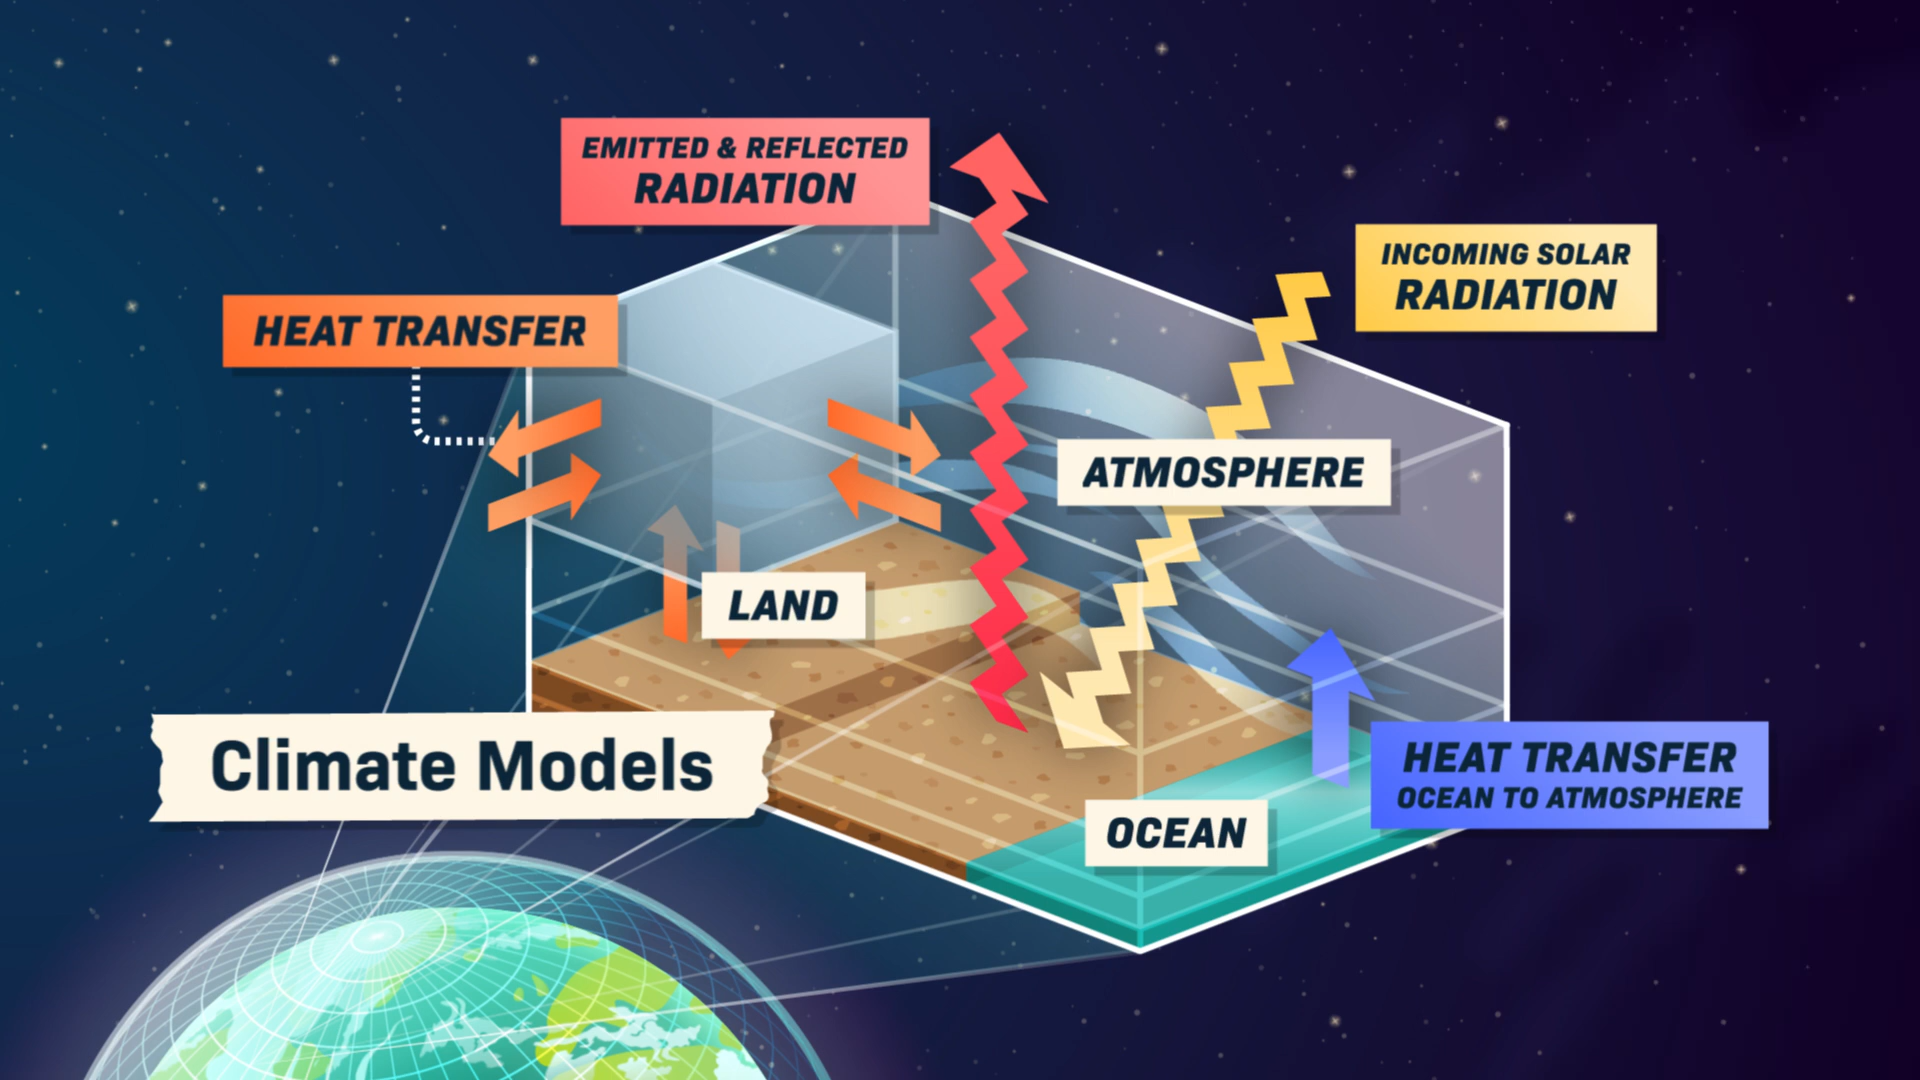 EMITTED & REFLECTED
RADIATION
INCOMING SOLAR
RADIATION
HEAT TRANSFER
ATMOSPHERE
LAND
Climate Models
HEAT TRANSFER
OCEAN TO ATMOSPHERE
OCEAN